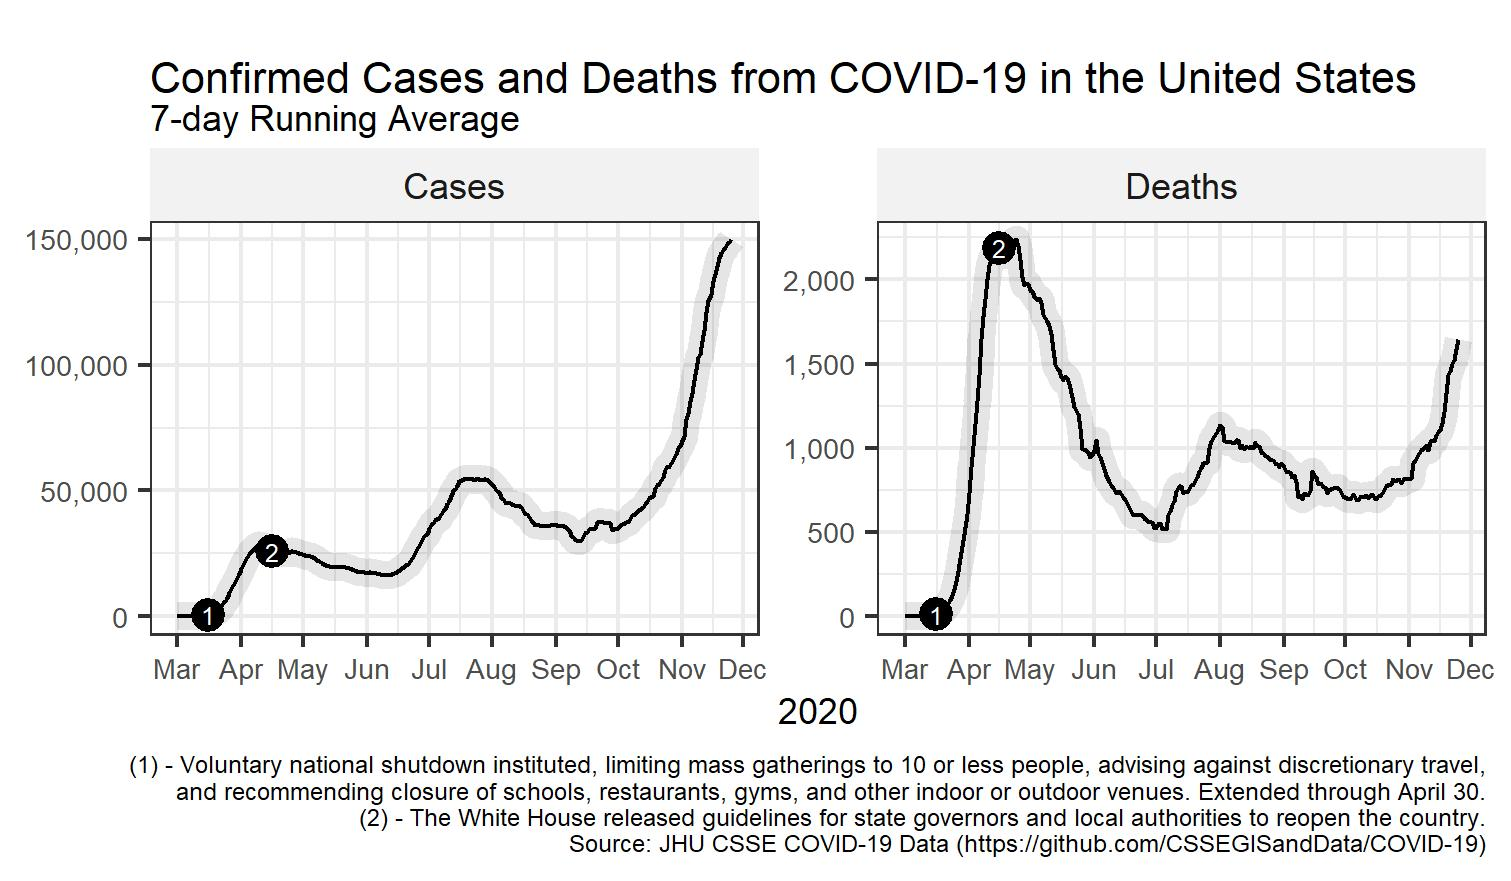 Confirmed Cases and Deaths from COVID-19 in the United States
7-day Running Average
Cases
150,000
100,000
50,000
0
1
2
Mar Apr May Jun Jul Aug Sep Oct Nov Dec
Deaths
2,000
1,500
1,000
500
0
1
2
Mar Apr May Jun Jul Aug Sep Oct Nov Dec
2020
(1) - Voluntary national shutdown instituted, limiting mass gatherings to 10 or less people, advising against discretionary travel,
and recommending closure of schools, restaurants, gyms, and other indoor or outdoor venues. Extended through April 30.
(2) - The White House released guidelines for state governors and local authorities to reopen the country.
Source: JHU CSSE COVID-19 Data (https://github.com/CSSEGISandData/COVID-19)